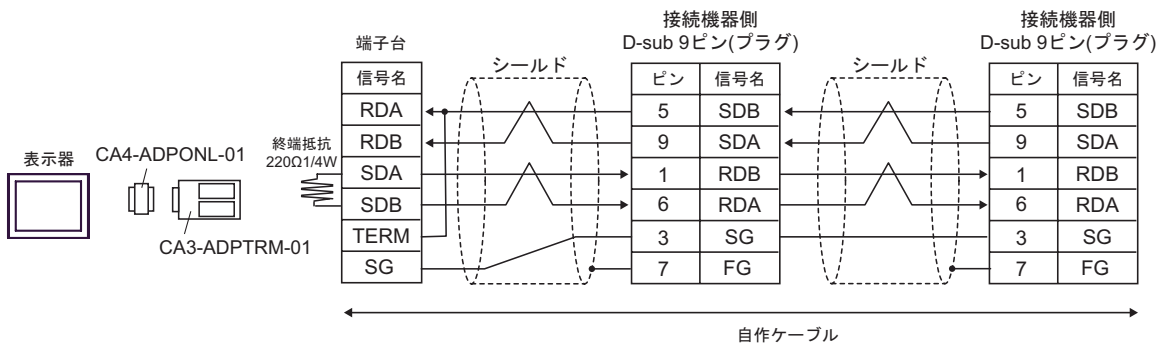 接続機器側
D-sub 9ピン(プラグ)
接続機器側
D-sub 9ピン(プラグ)
端子台
シールド
シールド
信号名
ピン 信号名
ピン 信号名
RDA 5 SDB 5 SDB
RDB 9 SDA 9 SDA
SDA 1 RDB 1 RDB
SDB 6 RDA 6 RDA
TERM 3 SG 3 SG
SG 7 FG 7 FG
終端抵抗
220Ω1/4W
表示器
CA4-ADPONL-01
CA3-ADPTRM-01
自作ケーブル